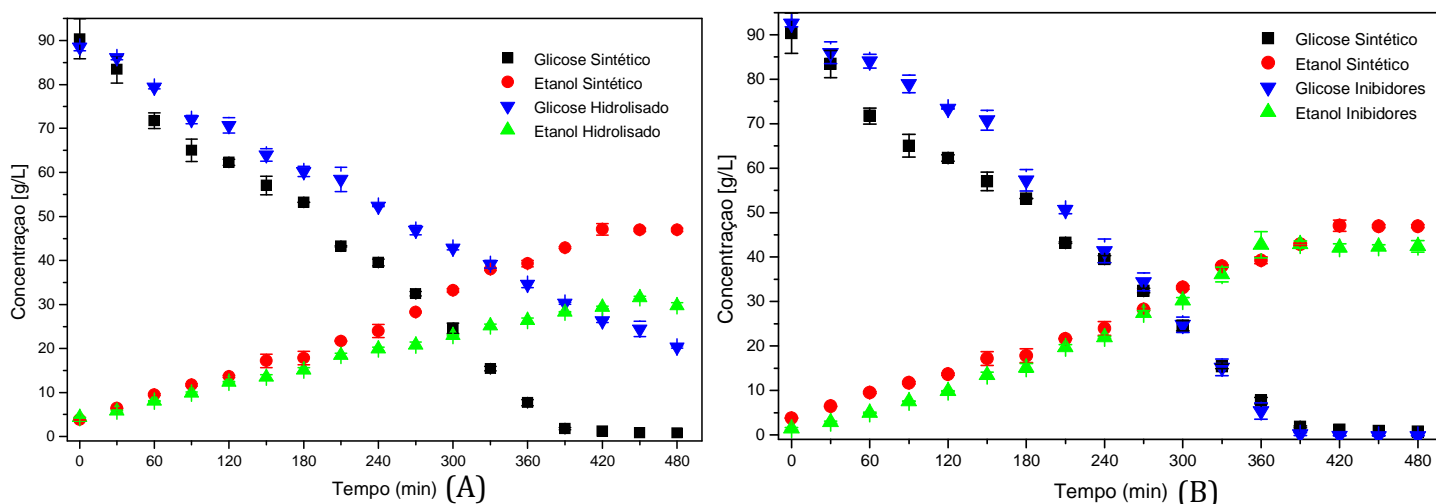 90
80
70
60
50
40
30
20
10
0
Concentraçao [g/L]
Glicose Sintético
Etanol Sintético
Glicose Hidrolisado
Etanol Hidrolisado
0 60 120 180 240 300 360 420 480
Tempo (min) (A)
90
80
70
60
50
40
30
20
10
0
Concentração [g/L]
Glicose Sintético
Etanol Sintético
Glicose Inibidores
Etanol Inibidores
0 60 120 180 240 300 360 420 480
Tempo (min) (B)